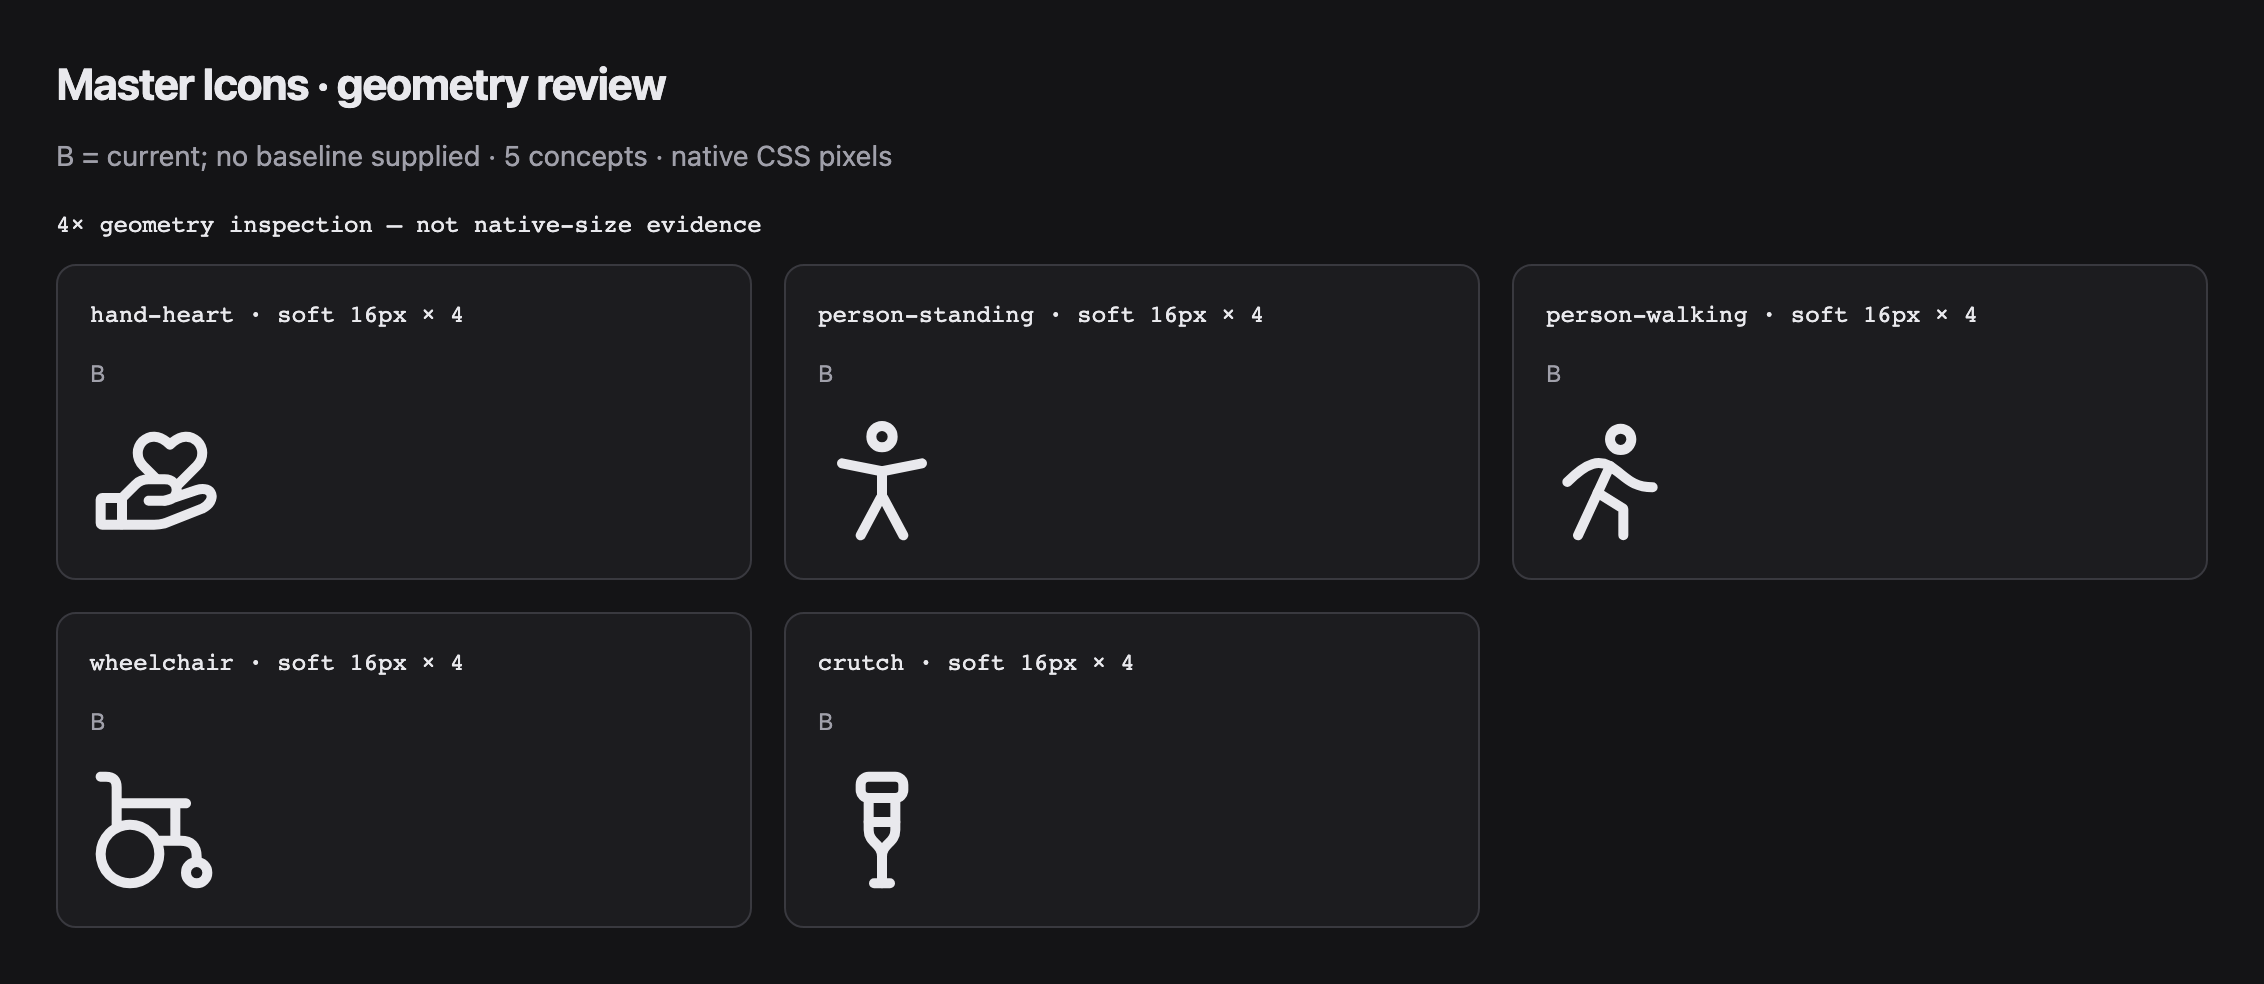 Master Icons · geometry review
B = current; no baseline supplied · 5 concepts · native CSS pixels
4× geometry inspection — not native-size evidence
hand-heart · soft 16px × 4
B
person-standing · soft 16px × 4
B
person-walking · soft 16px × 4
B
wheelchair · soft 16px × 4
B
crutch · soft 16px × 4
B